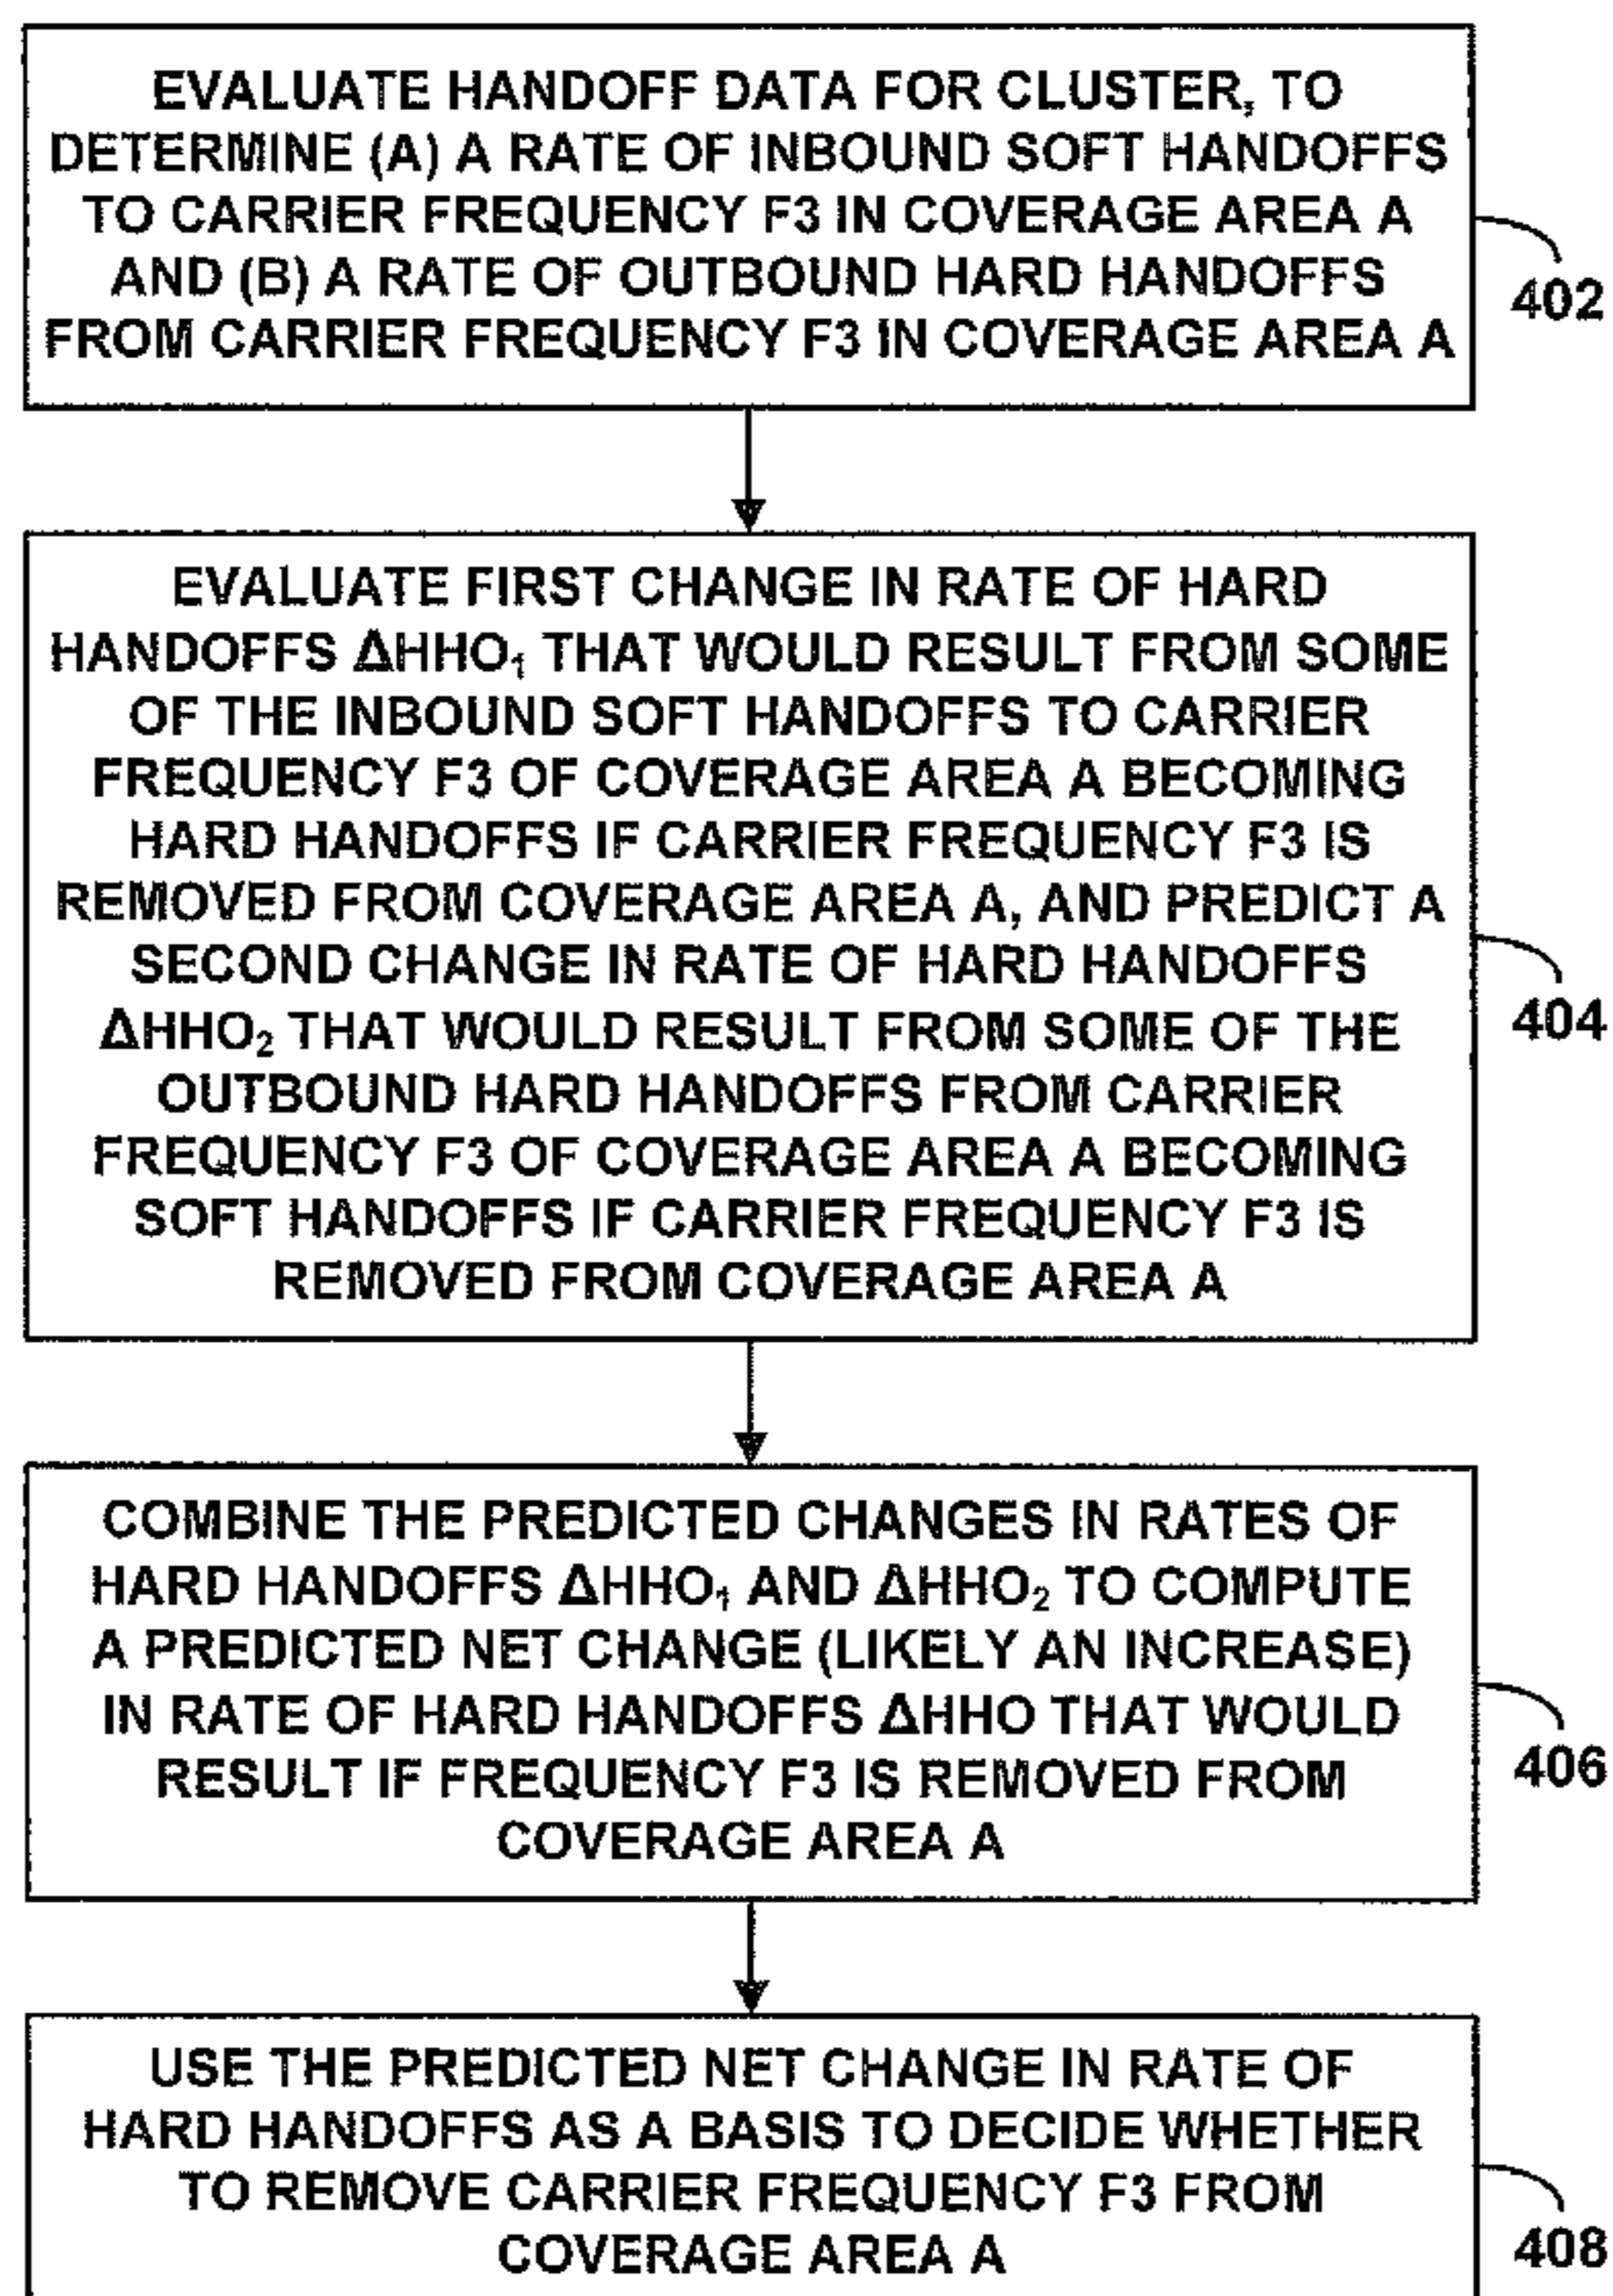 EVALUATE HANDOFF DATA FOR CLUSTER, TO
DETERMINE (A) A RATE OF INBOUND SOFT HANDOFFS
TO CARRIER FREQUENCY F3 IN COVERAGE AREA A
AND (B) A RATE OF OUTBOUND HARD HANDOFFS
FROM CARRIER FREQUENCY F3 IN COVERAGE AREA A
402
EVALUATE FIRST CHANGE IN RATE OF HARD
HANDOFFS ΔHHO₁ THAT WOULD RESULT FROM SOME
OF THE INBOUND SOFT HANDOFFS TO CARRIER
FREQUENCY F3 OF COVERAGE AREA A BECOMING
HARD HANDOFFS IF CARRIER FREQUENCY F3 IS
REMOVED FROM COVERAGE AREA A, AND PREDICT A
SECOND CHANGE IN RATE OF HARD HANDOFFS
ΔHHO₂ THAT WOULD RESULT FROM SOME OF THE
OUTBOUND HARD HANDOFFS FROM CARRIER
FREQUENCY F3 OF COVERAGE AREA A BECOMING
SOFT HANDOFFS IF CARRIER FREQUENCY F3 IS
REMOVED FROM COVERAGE AREA A
404
COMBINE THE PREDICTED CHANGES IN RATES OF
HARD HANDOFFS ΔHHO₁ AND ΔHHO₂ TO COMPUTE
A PREDICTED NET CHANGE (LIKELY AN INCREASE)
IN RATE OF HARD HANDOFFS ΔHHO THAT WOULD
RESULT IF FREQUENCY F3 IS REMOVED FROM
COVERAGE AREA A
406
USE THE PREDICTED NET CHANGE IN RATE OF
HARD HANDOFFS AS A BASIS TO DECIDE WHETHER
TO REMOVE CARRIER FREQUENCY F3 FROM
COVERAGE AREA A
408